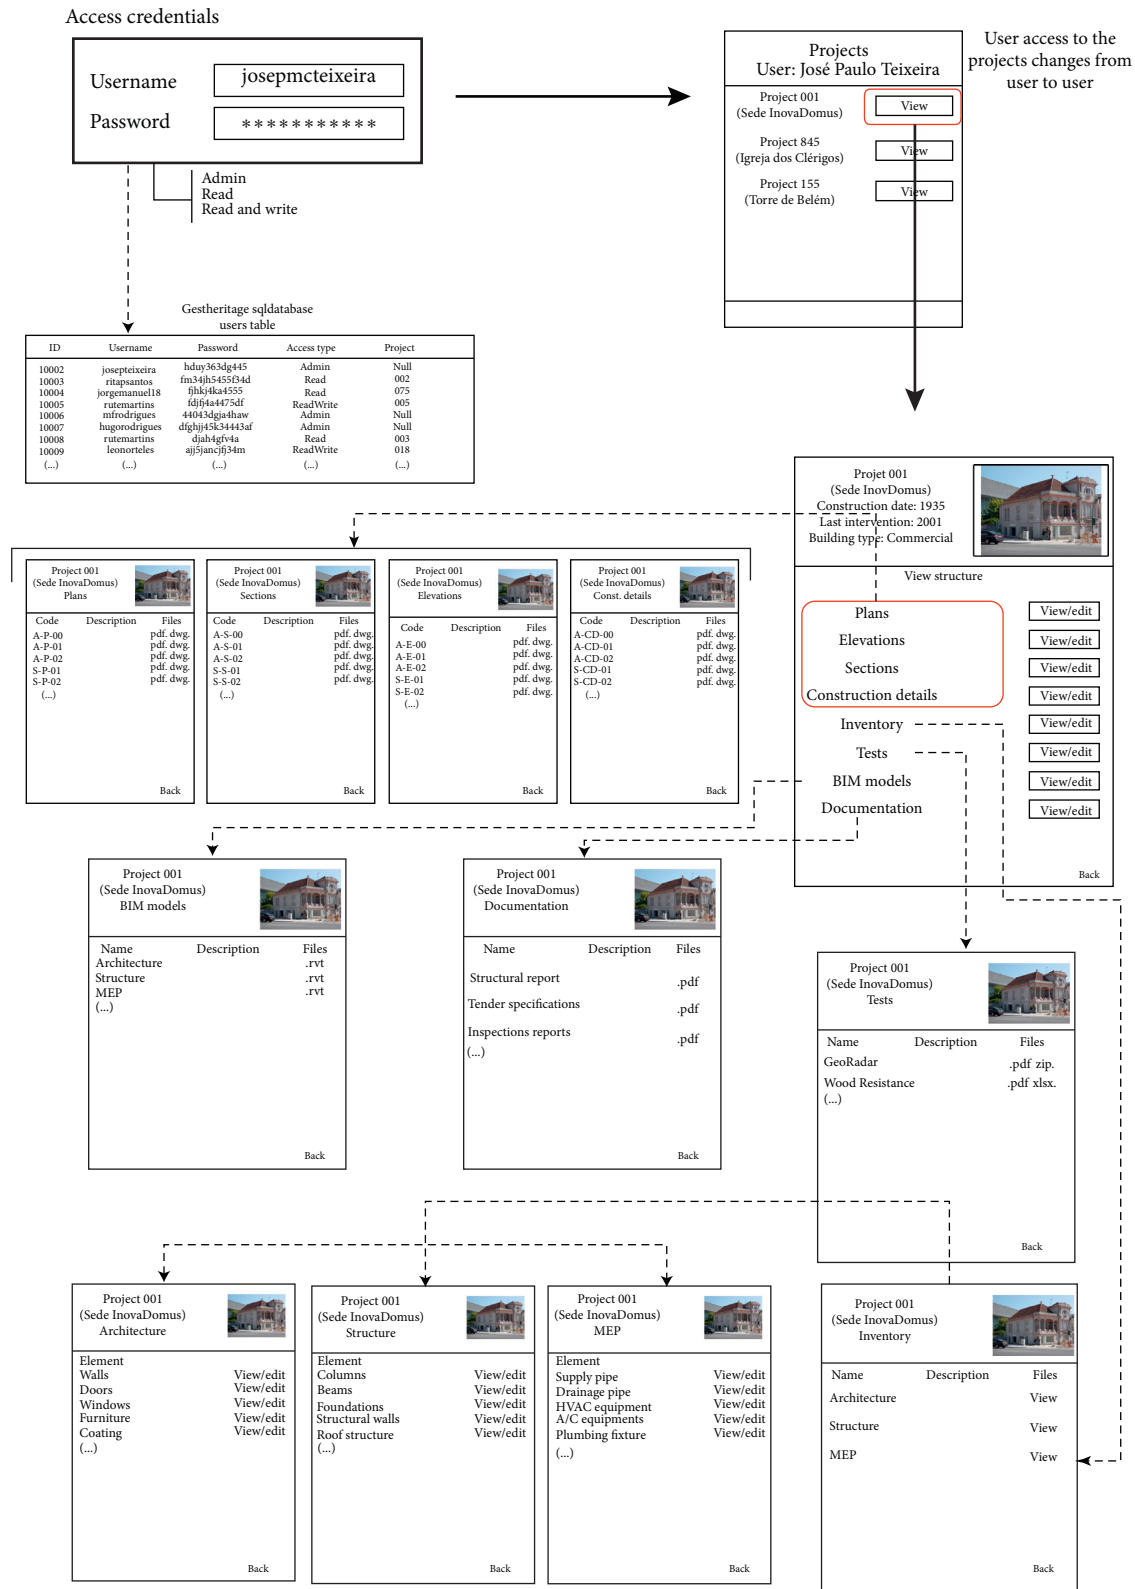 Access credentials
Username josepmcteixeira
Password ***********
Admin
Read
Read and write
Projects
User: José Paulo Teixeira
Project 001
(Sede InovaDomus) View
Project 845
(Igreja dos Clérigos) View
Project 155
(Torre de Belém) View
User access to the
projects changes from
user to user
Gestheritage sqldatabase
users table
ID Username Password Access type Project
10002 josepteixeira hduy363dg445 Admin Null
10003 ritapsantos fm34jh5455f34d Read 002
10004 jorgemanuel18 fjhkj4ka4555 Read 075
10005 rutemartins fdjfj4a4475df ReadWrite 005
10006 mfrodrigues 44043dgja4haw Admin Null
10007 hugorodrigues dfghjj45k34443af Admin Null
10008 rutemartins djah4gfv4a Read 003
10009 leonorteles ajj5jancjfj34m ReadWrite 018
(...) (...) (...) (...) (...)
Projet 001
(Sede InovDomus)
Construction date: 1935
Last intervention: 2001
Building type: Commercial
View structure
Plans View/edit
Elevations View/edit
Sections View/edit
Construction details View/edit
Inventory View/edit
Tests View/edit
BIM models View/edit
Documentation View/edit
Back
Project 001
(Sede InovaDomus)
Plans
Code Description Files
A-P-00 pdf. dwg.
A-P-01 pdf. dwg.
A-P-02 pdf. dwg.
S-P-01 pdf. dwg.
S-P-02 pdf. dwg.
(...)
Back
Project 001
(Sede InovaDomus)
Sections
Code Description Files
A-S-00 pdf. dwg.
A-S-01 pdf. dwg.
A-S-02 pdf. dwg.
S-S-01 pdf. dwg.
S-S-02 pdf. dwg.
(...)
Back
Project 001
(Sede InovaDomus)
Elevations
Code Description Files
A-E-00 pdf. dwg.
A-E-01 pdf. dwg.
A-E-02 pdf. dwg.
S-E-01 pdf. dwg.
S-E-02 pdf. dwg.
(...)
Back
Project 001
(Sede InovaDomus)
Const. details
Code Description Files
A-CD-00 pdf. dwg.
A-CD-01 pdf. dwg.
A-CD-02 pdf. dwg.
S-CD-01 pdf. dwg.
S-CD-02 pdf. dwg.
(...)
Back
Project 001
(Sede InovaDomus)
BIM models
Name Description Files
Architecture .rvt
Structure .rvt
MEP .rvt
(...)
Back
Project 001
(Sede InovaDomus)
Documentation
Name Description Files
Structural report .pdf
Tender specifications .pdf
Inspections reports .pdf
(...)
Back
Project 001
(Sede InovaDomus)
Tests
Name Description Files
GeoRadar .pdf zip.
Wood Resistance .pdf xlsx.
(...)
Back
Project 001
(Sede InovaDomus)
Architecture
Element
Walls View/edit
Doors View/edit
Windows View/edit
Furniture View/edit
Coating View/edit
(...)
Back
Project 001
(Sede InovaDomus)
Structure
Element
Columns View/edit
Beams View/edit
Foundations View/edit
Structural walls View/edit
Roof structure View/edit
(...)
Back
Project 001
(Sede InovaDomus)
MEP
Element
Supply pipe View/edit
Drainage pipe View/edit
HVAC equipment View/edit
A/C equipments View/edit
Plumbing fixture View/edit
(...)
Back
Project 001
(Sede InovaDomus)
Inventory
Name Description Files
Architecture View
Structure View
MEP View
Back